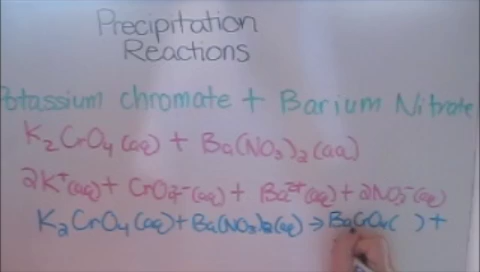 Precipitation
Reactions
Potassium chromate + Barium Nitrate
K₂CrO₄(aq) + Ba(NO₃)₂(aq)
2K⁺(aq) + CrO₄²⁻(aq) + Ba²⁺(aq) + 2NO₃⁻(aq)
K₂CrO₄(aq) + Ba(NO₃)₂(aq) → BaCrO₄( ) +